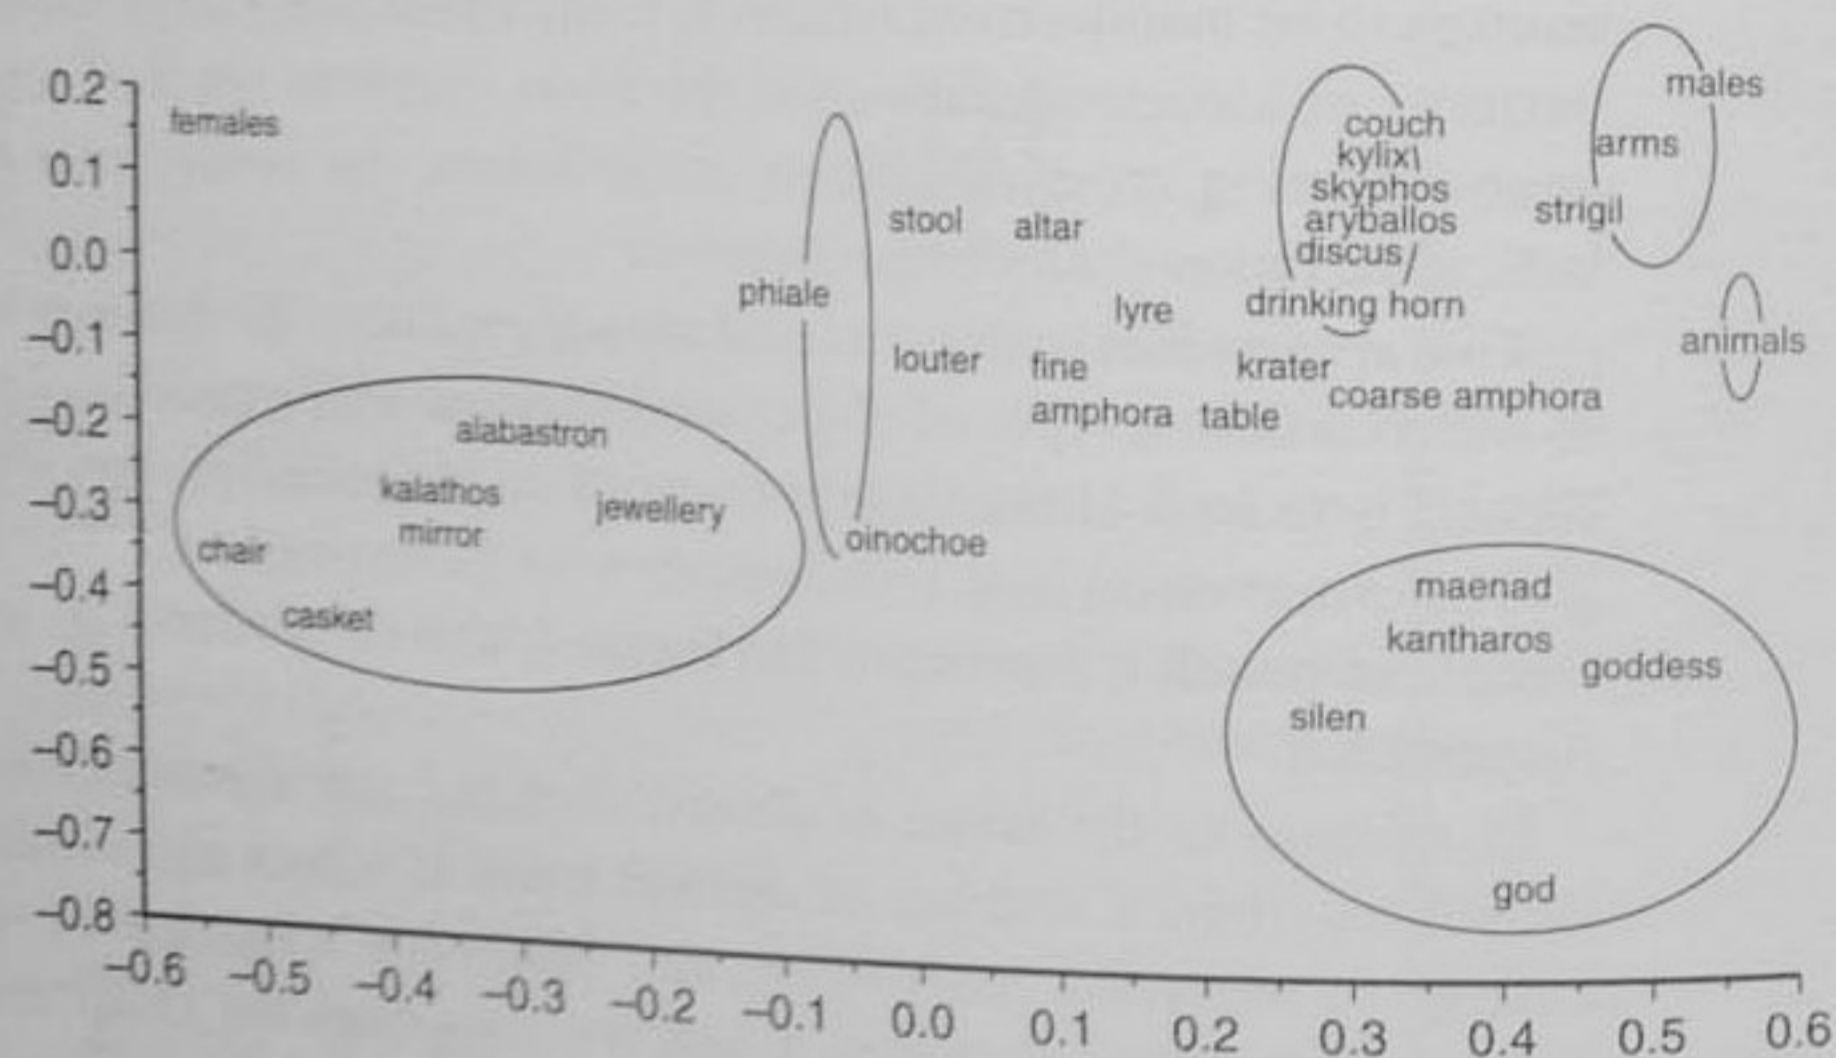 0.2
males
females
couch
0.1
kylix\
arms
skyphos
stool
altar
aryballos
strigil
0.0
discus/
phiale
lyre
drinking horn
−0.1
animals
louter
fine
krater
coarse amphora
−0.2
amphora
table
alabastron
−0.3
kalathos
jewellery
mirror
chair
oinochoe
−0.4
maenad
casket
kantharos
−0.5
goddess
silen
−0.6
−0.7
god
−0.8
−0.6 −0.5 −0.4 −0.3 −0.2 −0.1 0.0 0.1 0.2 0.3 0.4 0.5 0.6